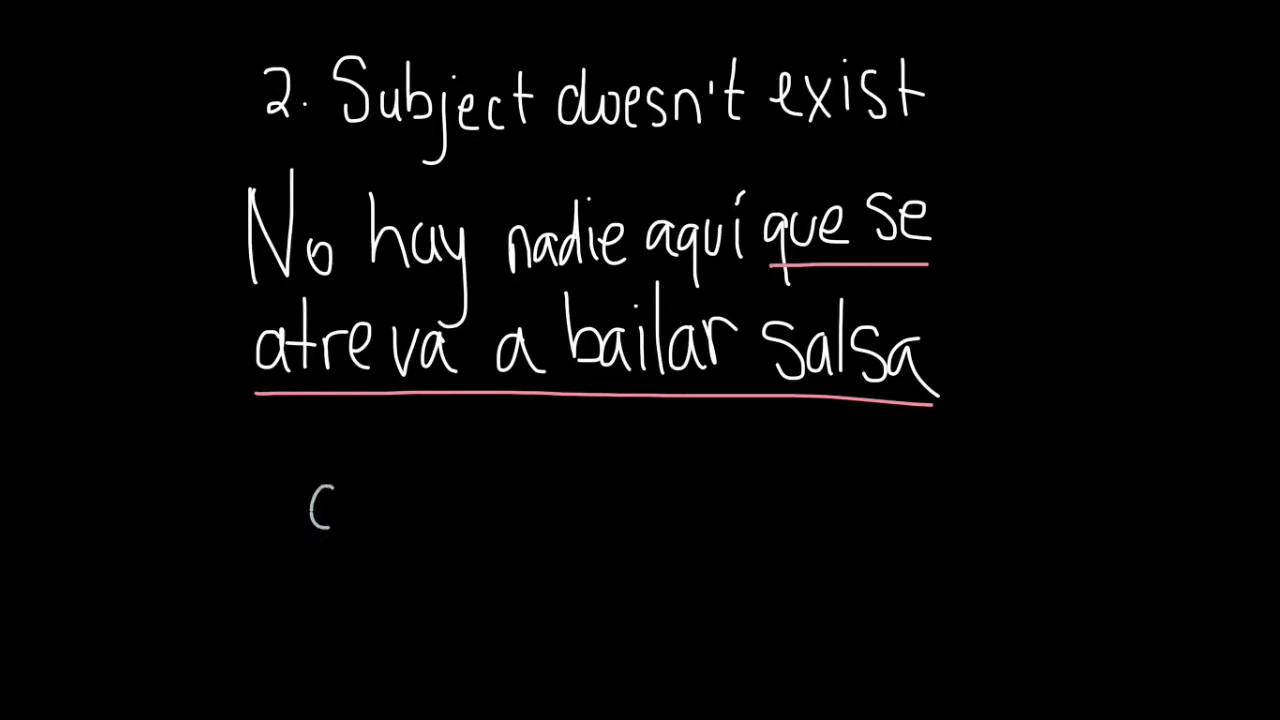 2. Subject doesn't exist
No hay nadie aquí que se
atreva a bailar salsa
C